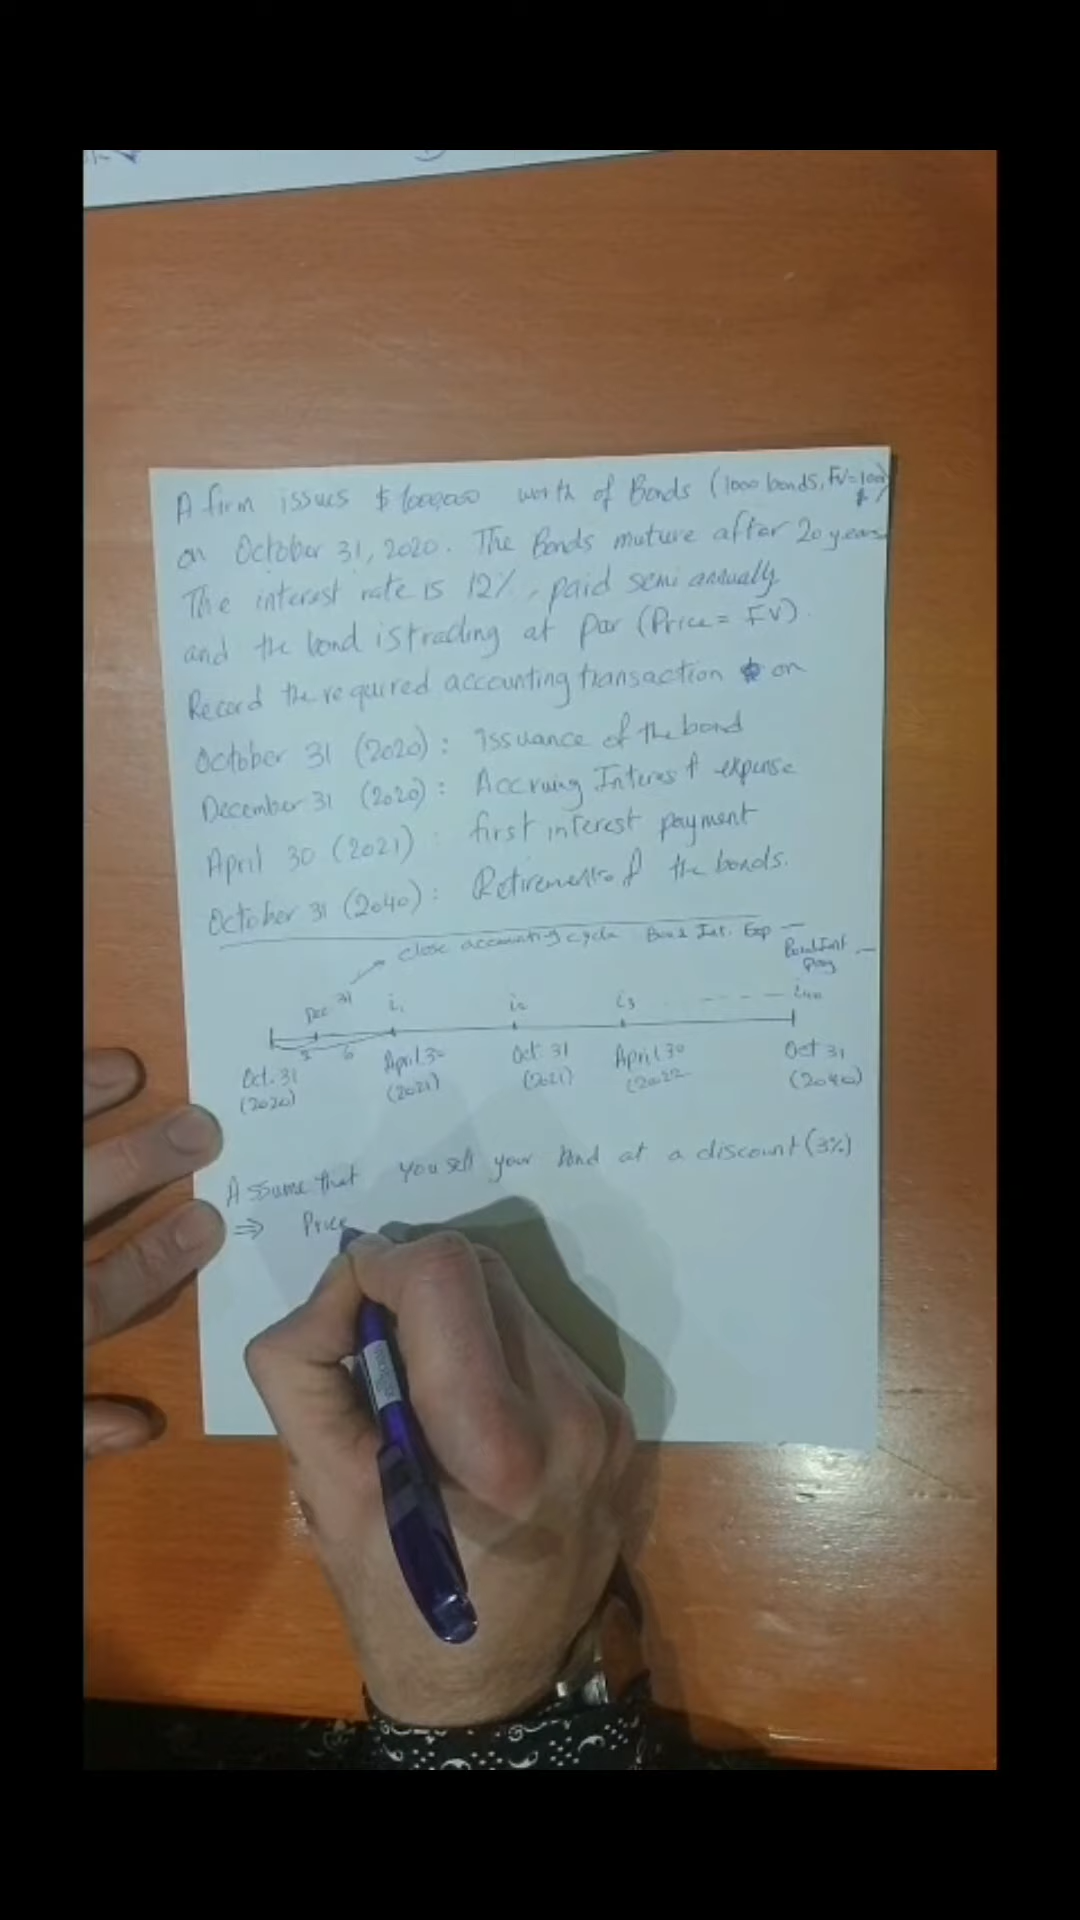 A firm issues $ 1000,000 worth of Bonds (1000 bonds, FV=1000
on October 31, 2020. The Bonds mature after 20 years
The interest rate is 12%, paid semi annually
and the bond is trading at par (Price = FV).
Record the required accounting transaction on
October 31 (2020): Issuance of the bond
December 31 (2020): Accruing Interest expense
April 30 (2021): first interest payment
October 31 (2040): Retirement of the bonds.
close accounting cycle Bond Int. Exp —
Bond Int —
Pay
Dec 31 i1 i2 i3 - - - i40
2 6
Oct. 31 April 30 Oct 31 April 30 Oct 31
(2020) (2021) (2021) (2022 (2040)
Assume that you sell your bond at a discount (3%)
⇒ Price